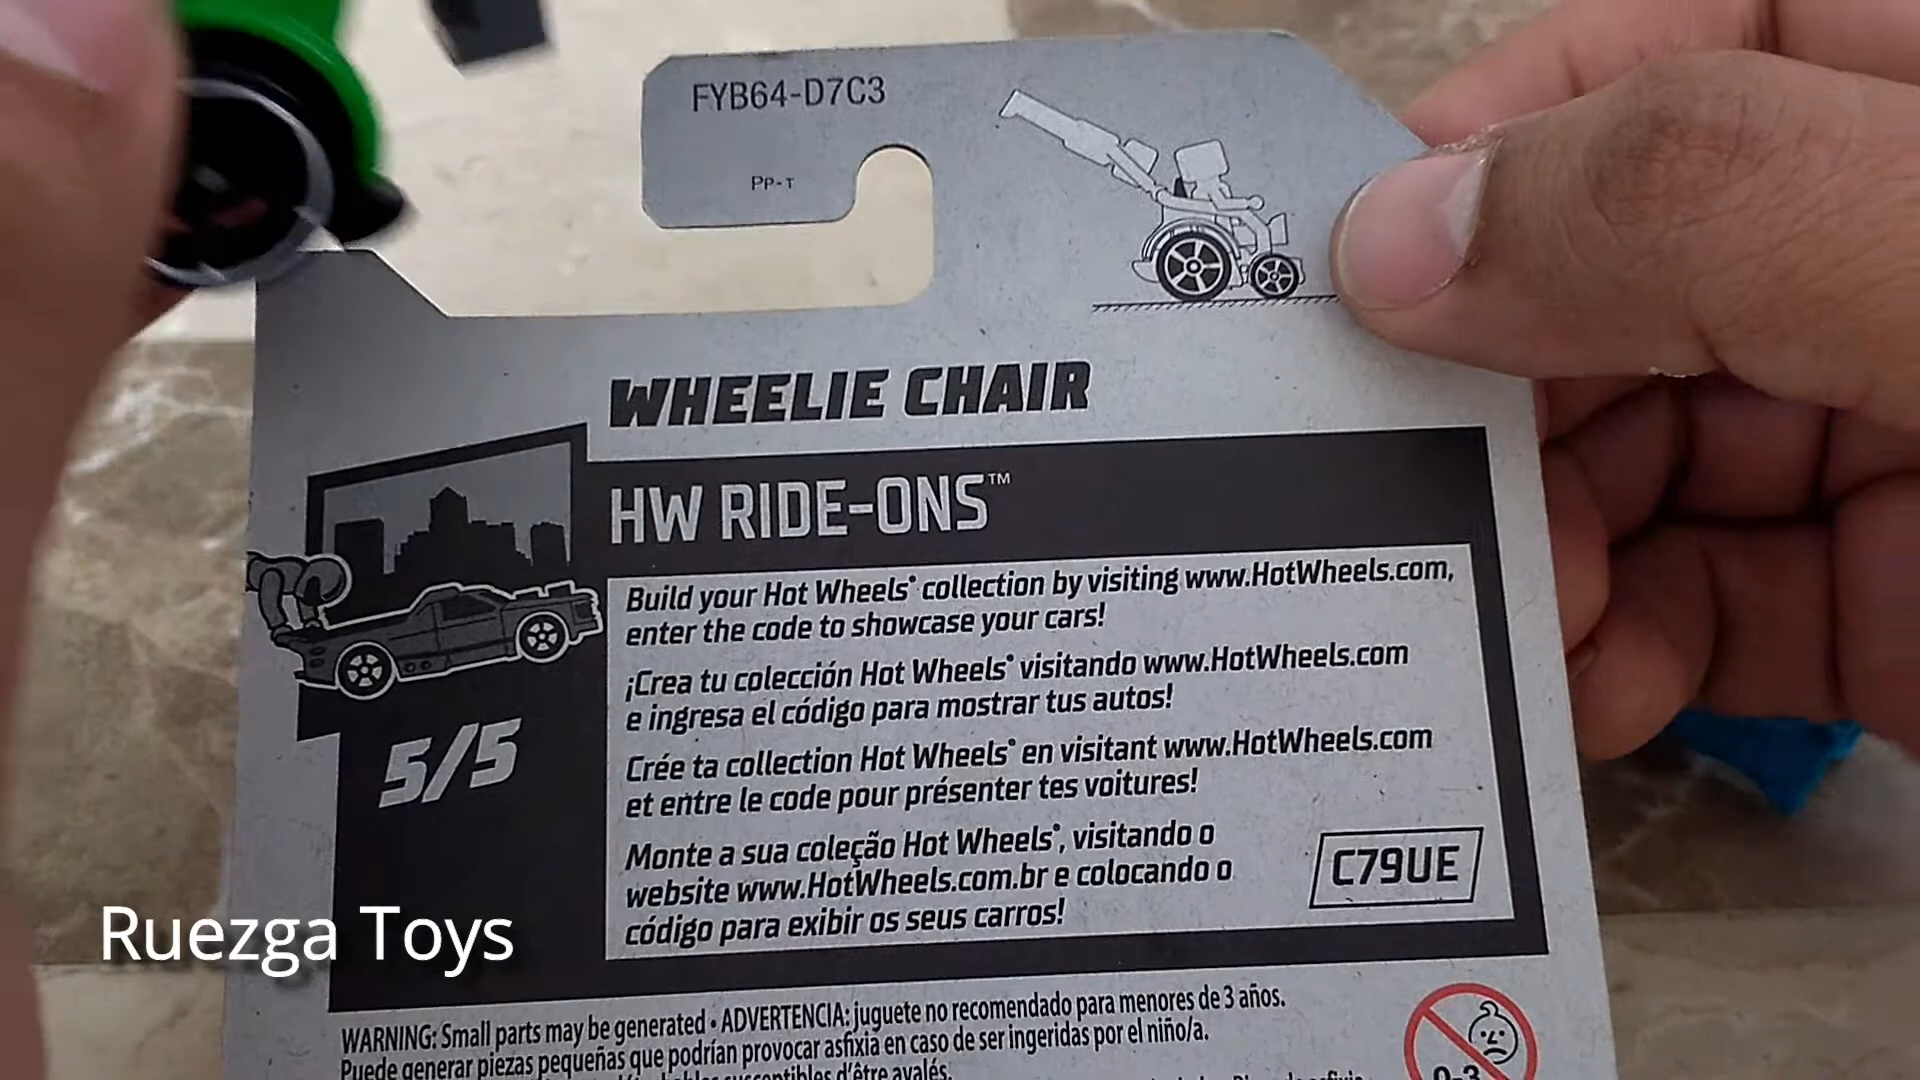 FYB64-D7C3
PP-T
WHEELIE CHAIR
HW RIDE-ONS™
Build your Hot Wheels® collection by visiting www.HotWheels.com,
enter the code to showcase your cars!
¡Crea tu colección Hot Wheels® visitando www.HotWheels.com
e ingresa el código para mostrar tus autos!
Crée ta collection Hot Wheels® en visitant www.HotWheels.com
et entre le code pour présenter tes voitures!
Monte a sua coleção Hot Wheels®, visitando o
website www.HotWheels.com.br e colocando o
código para exibir os seus carros!
C79UE
5/5
Ruezga Toys
WARNING: Small parts may be generated • ADVERTENCIA: juguete no recomendado para menores de 3 años.
Puede generar piezas pequeñas que podrían provocar asfixia en caso de ser ingeridas por el niño/a.
susceptibles d'être avalés.
0-3